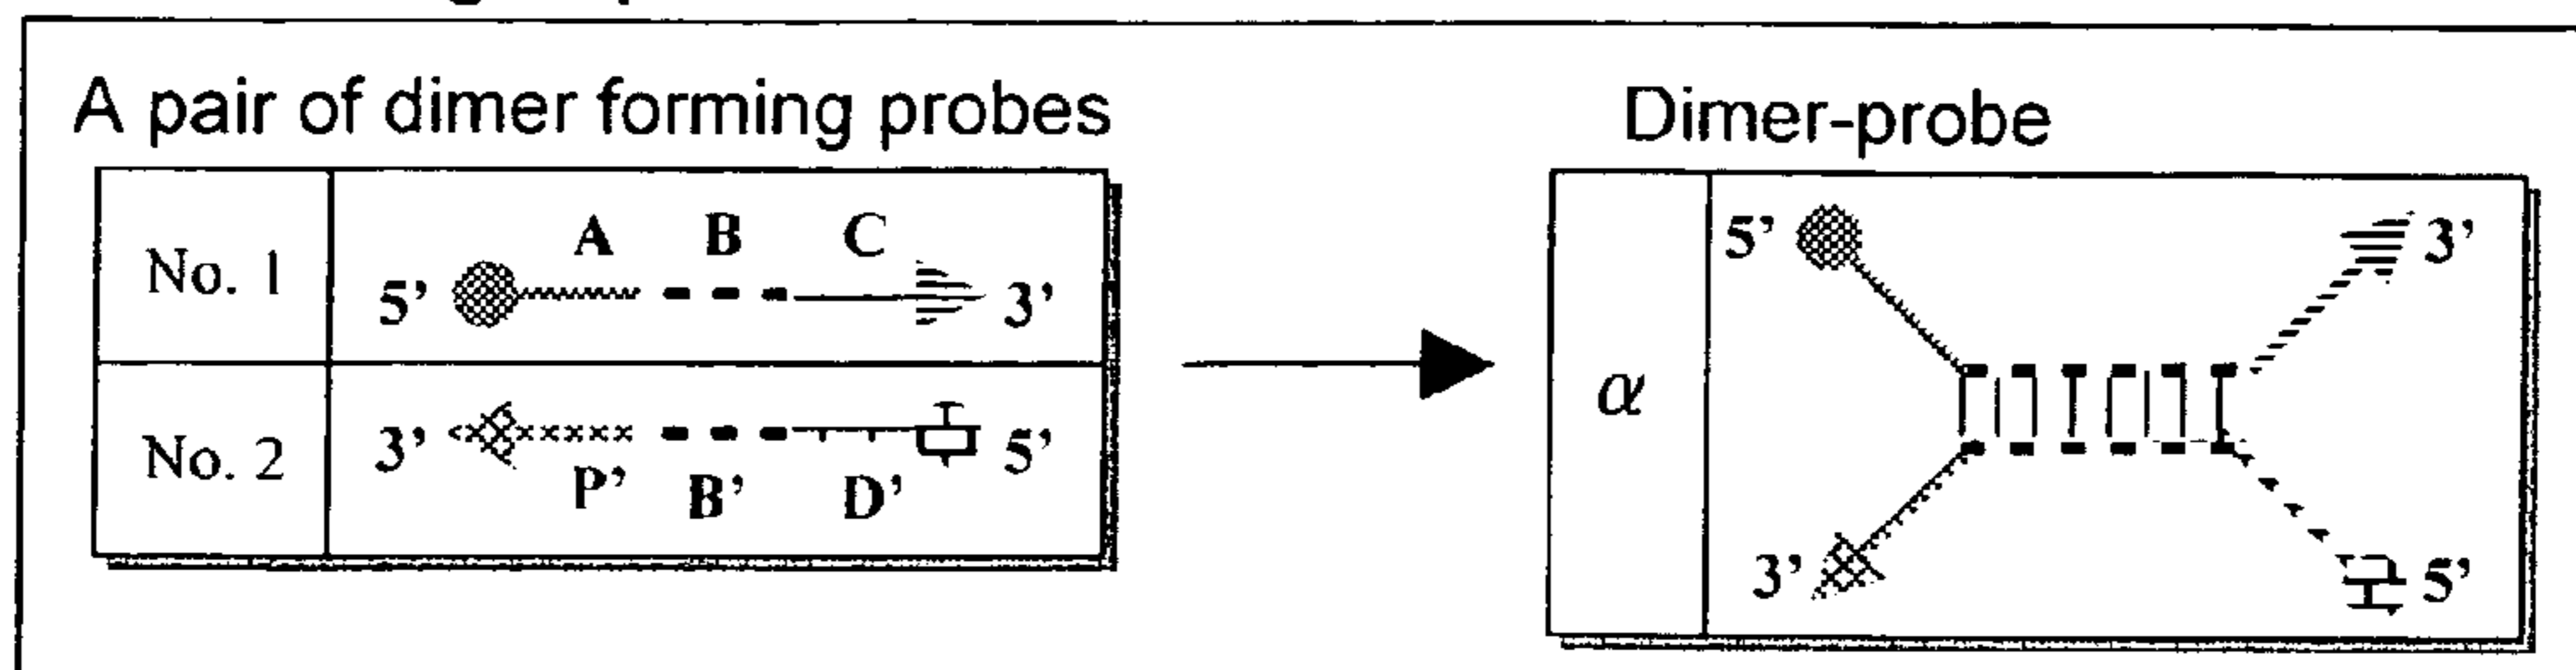 A pair of dimer forming probes
Dimer-probe
No. 1
A B C
5' 3'
No. 2
3' 5'
P' B' D'
α
5' 3'
3' 5'